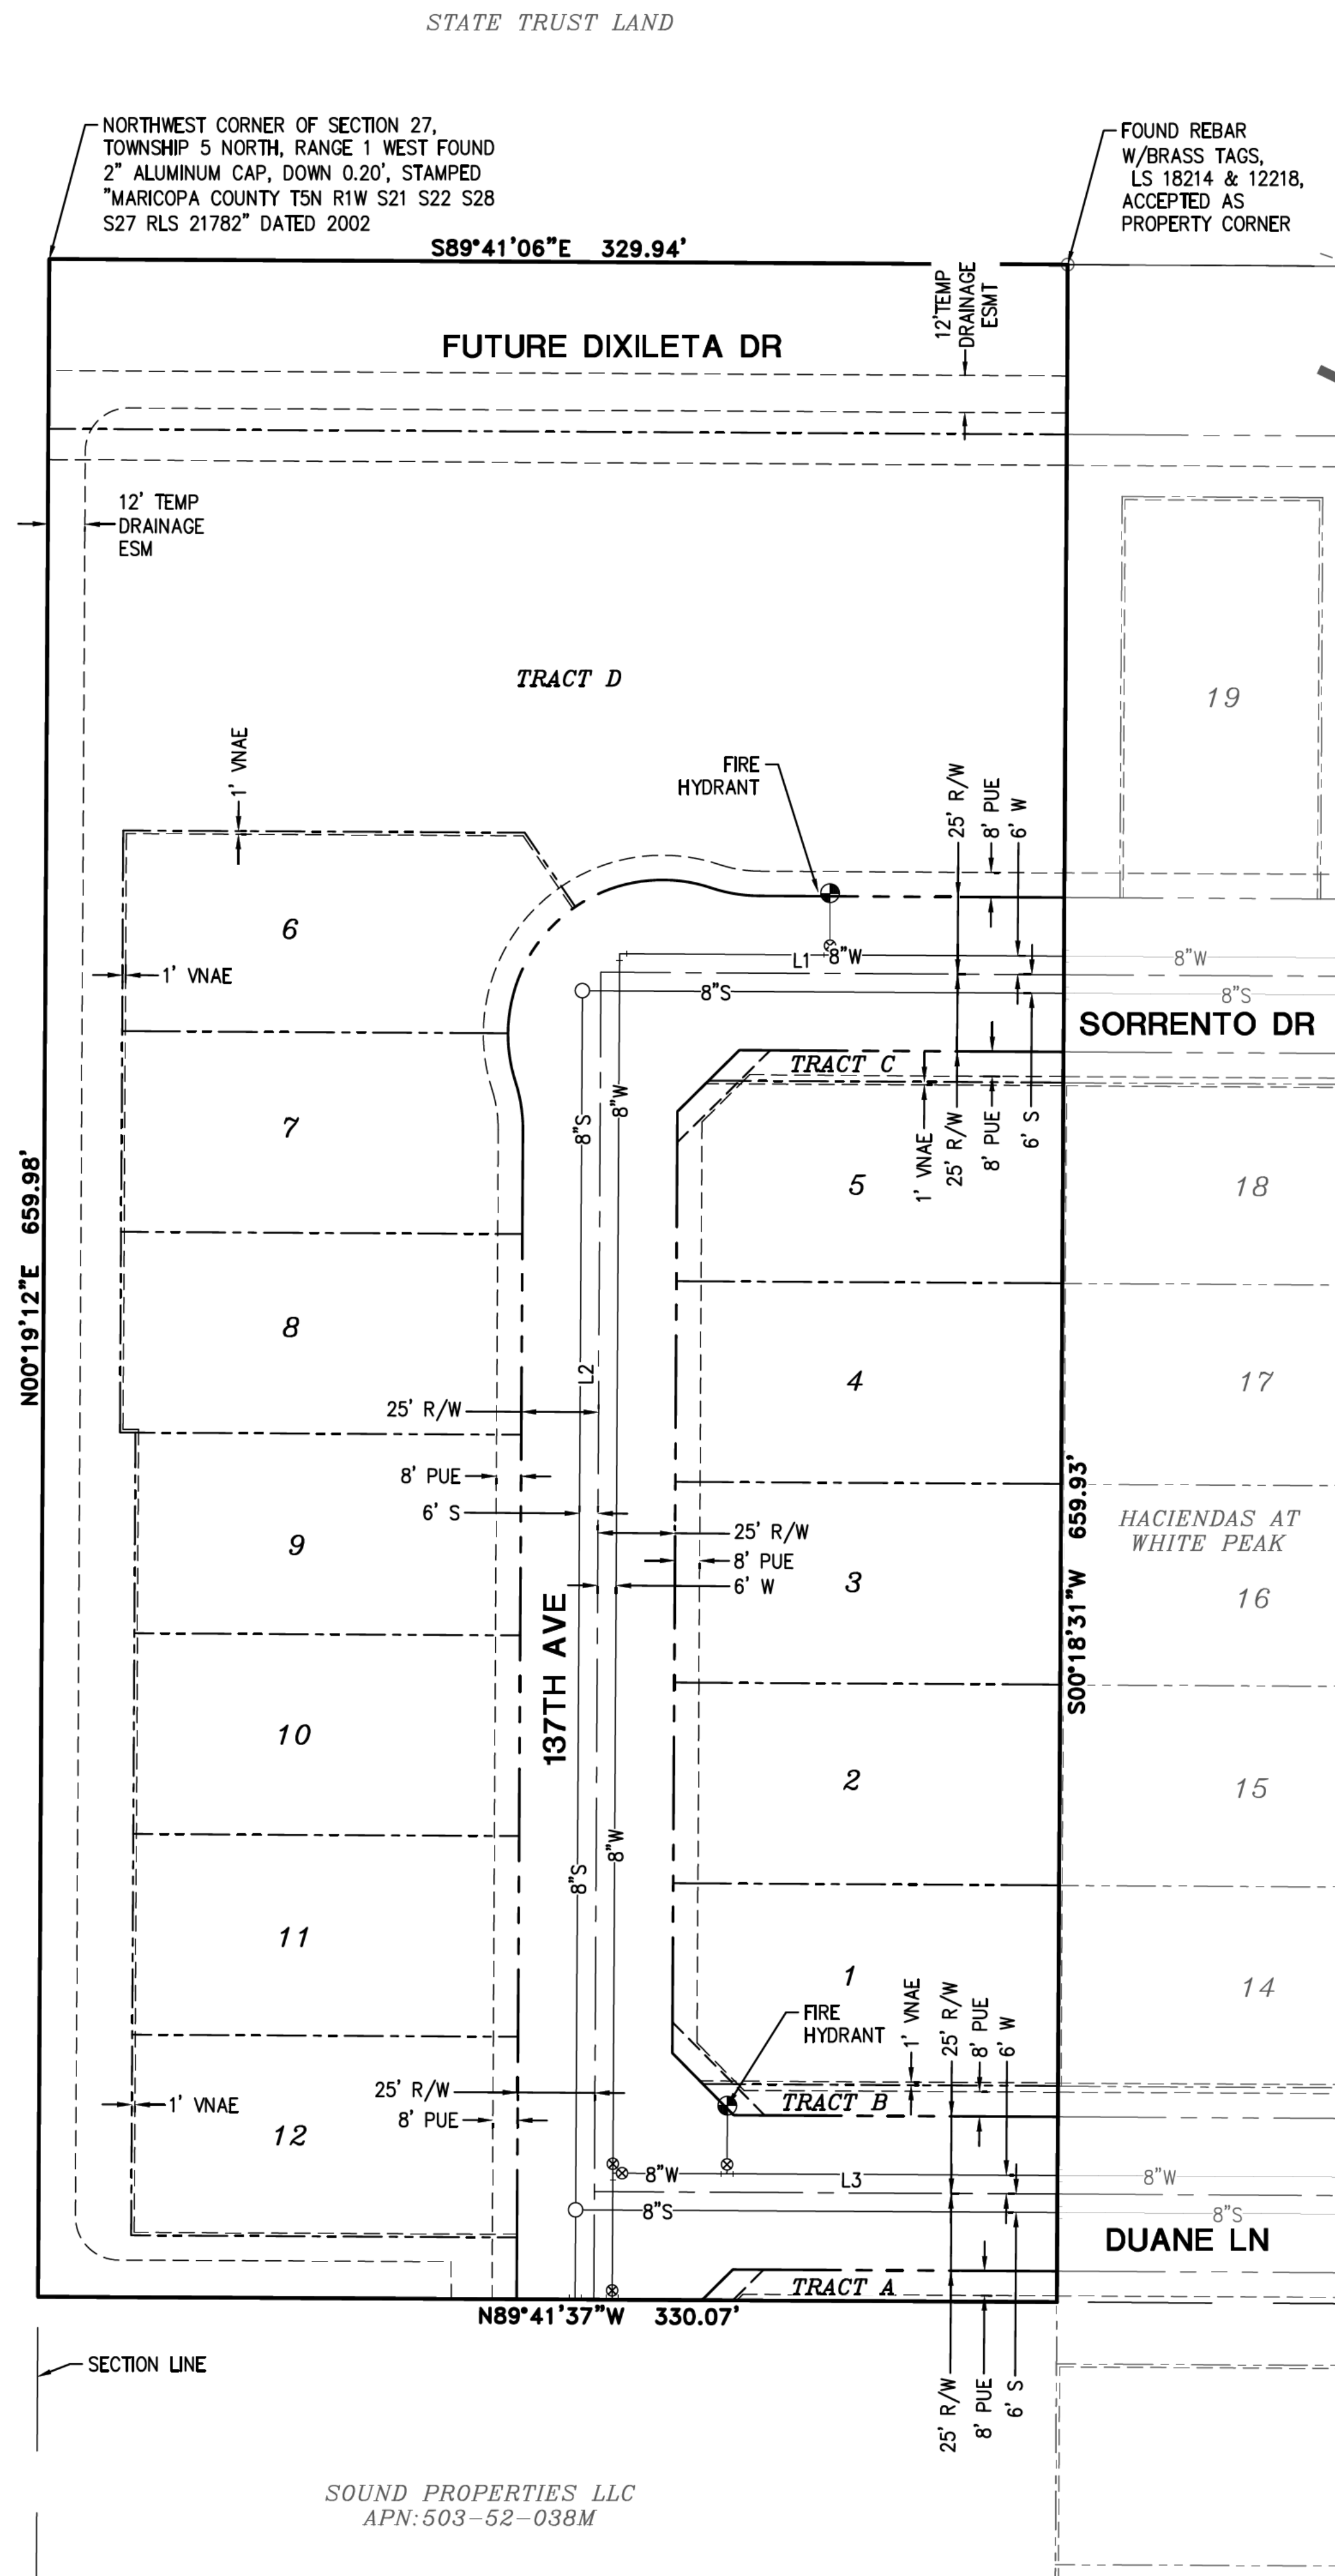 STATE TRUST LAND
NORTHWEST CORNER OF SECTION 27,
TOWNSHIP 5 NORTH, RANGE 1 WEST FOUND
2" ALUMINUM CAP, DOWN 0.20', STAMPED
"MARICOPA COUNTY T5N R1W S21 S22 S28
S27 RLS 21782" DATED 2002
FOUND REBAR
W/BRASS TAGS,
LS 18214 & 12218,
ACCEPTED AS
PROPERTY CORNER
S89°41'06"E 329.94'
12'TEMP
DRAINAGE
ESMT
FUTURE DIXILETA DR
12' TEMP
DRAINAGE
ESM
TRACT D
19
1' VNAE
FIRE
HYDRANT
25' R/W
8' PUE
6' W
6
1' VNAE
L1
8"W
8"W
8"S
8"S
SORRENTO DR
TRACT C
8"W
8"S
7
1' VNAE
25' R/W
8' PUE
6' S
5
18
N00°19'12"E 659.98'
8
L2
4
17
25' R/W
8' PUE
6' S
S00°18'31"W 659.93'
HACIENDAS AT
WHITE PEAK
25' R/W
8' PUE
6' W
9
3
16
137TH AVE
10
2
15
8"W
8"S
11
1
14
FIRE
HYDRANT
1' VNAE
25' R/W
8' PUE
6' W
25' R/W
8' PUE
1' VNAE
12
TRACT B
8"W
L3
8"W
8"S
8"S
DUANE LN
TRACT A
N89°41'37"W 330.07'
SECTION LINE
25' R/W
8' PUE
6' S
SOUND PROPERTIES LLC
APN:503-52-038M